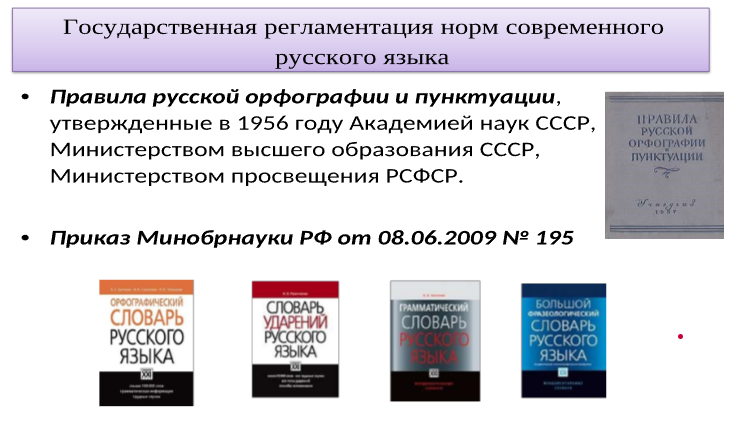 Государственная регламентация норм современного
русского языка
• Правила русской орфографии и пунктуации,
утвержденные в 1956 году Академией наук СССР,
Министерством высшего образования СССР,
Министерством просвещения РСФСР.
• Приказ Минобрнауки РФ от 08.06.2009 № 195
ПРАВИЛА
РУССКОЙ
ОРФОГРАФИИ
И
ПУНКТУАЦИИ
ОРФОГРАФИЧЕСКИЙ
СЛОВАРЬ
РУССКОГО
ЯЗЫКА
СЛОВАРЬ
УДАРЕНИЙ
РУССКОГО
ЯЗЫКА
ГРАММАТИЧЕСКИЙ
СЛОВАРЬ
РУССКОГО
ЯЗЫКА
БОЛЬШОЙ
ФРАЗЕОЛОГИЧЕСКИЙ
СЛОВАРЬ
РУССКОГО
ЯЗЫКА